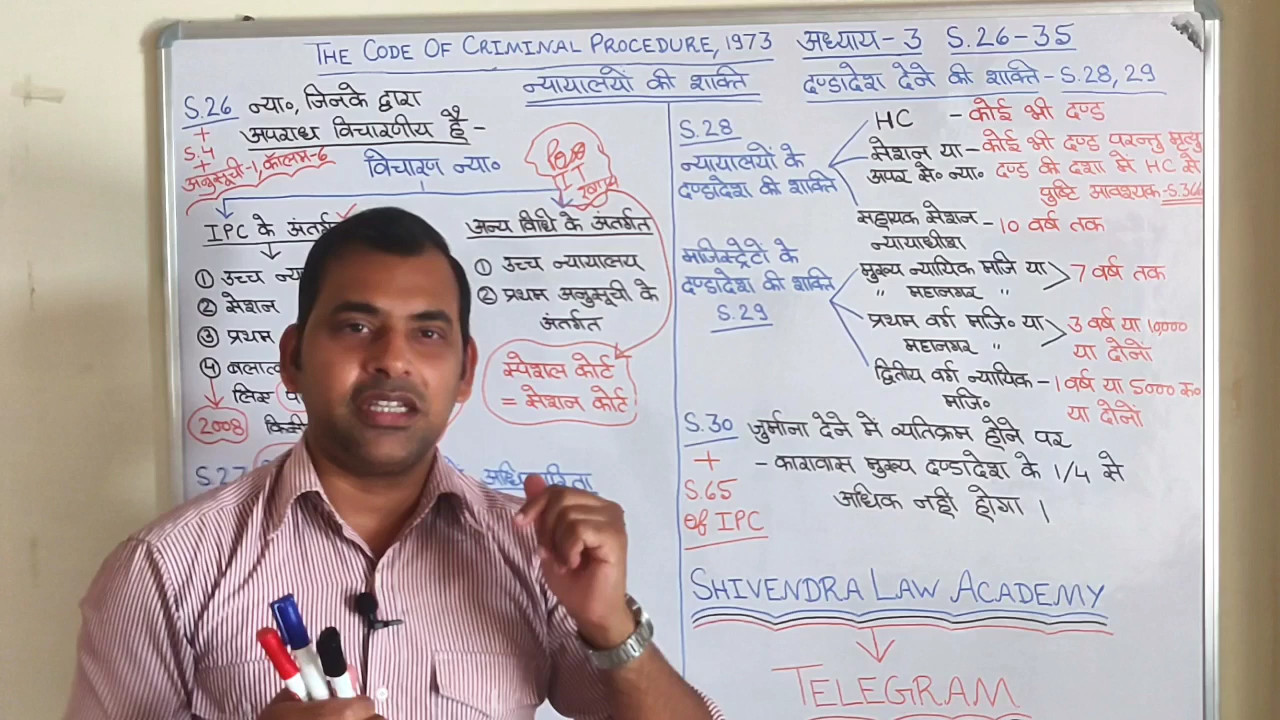 THE CODE OF CRIMINAL PROCEDURE, 1973 अध्याय-3 S.26-35
न्यायालयों की शक्ति
दण्डादेश देने की शक्ति - S.28, 29
S.26 न्या०, जिनके द्वारा
अपराध विचारणीय है -
+
S.4
+
अनुसूची-1, कॉलम-6
विचारण न्या०
IPC के अंतर्गत
① उच्च
② सेशन
③ प्रथम
④
लिए
2008
S.27
अन्य विधि के अंतर्गत
① उच्च न्यायालय
② प्रथम अनुसूची के
अंतर्गत
स्पेशल कोर्ट
= सेशन कोर्ट
S.28
न्यायालयों के
दण्डादेश की शक्ति
HC - कोई भी दण्ड
सेशन या - कोई भी दण्ड परन्तु मृत्यु
अपर से० न्या० दण्ड की दशा में HC से
पुष्टि आवश्यक - S.366
सहायक सेशन - 10 वर्ष तक
न्यायाधीश
मजिस्ट्रेटों के
दण्डादेश की शक्ति
S.29
मुख्य न्यायिक मजि या 7 वर्ष तक
" महानगर "
प्रथम वर्ग मजि० या 3 वर्ष या 10,000
महानगर " या दोनों
द्वितीय वर्ग न्यायिक - 1 वर्ष या 5000 रु०
मजि० या दोनों
S.30 जुर्माना देने में व्यतिक्रम होने पर
+ - कारावास मुख्य दण्डादेश के 1/4 से
S.65 अधिक नहीं होगा ।
of IPC
SHIVENDRA LAW ACADEMY
TELEGRAM